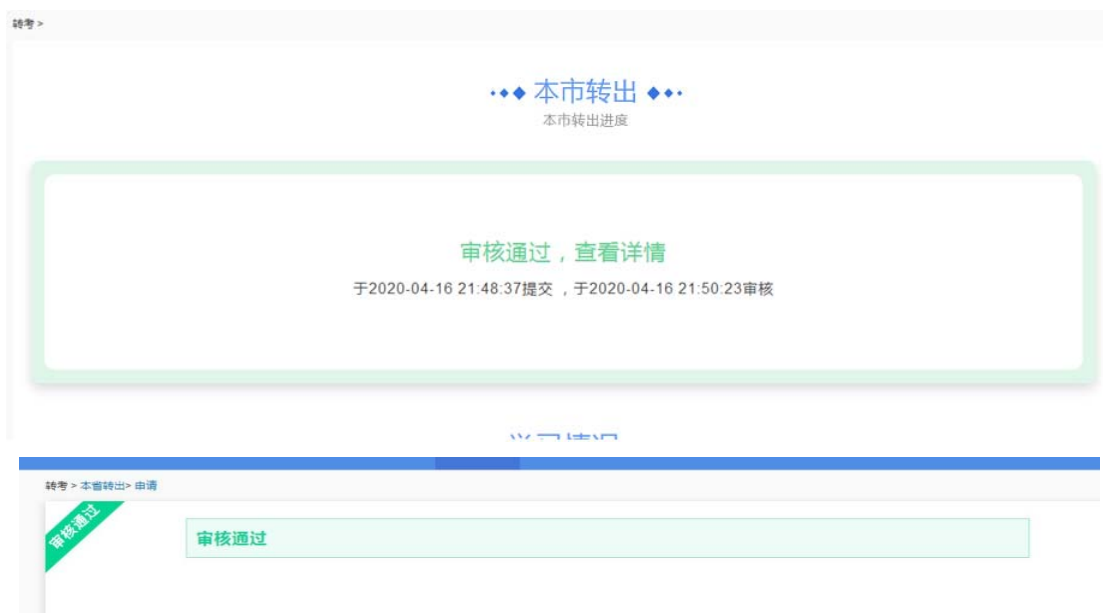 转考 >
本市转出
本市转出进度
审核通过，查看详情
于2020-04-16 21:48:37提交 ，于2020-04-16 21:50:23审核
转考 > 本省转出> 申请
审核通过
审核通过